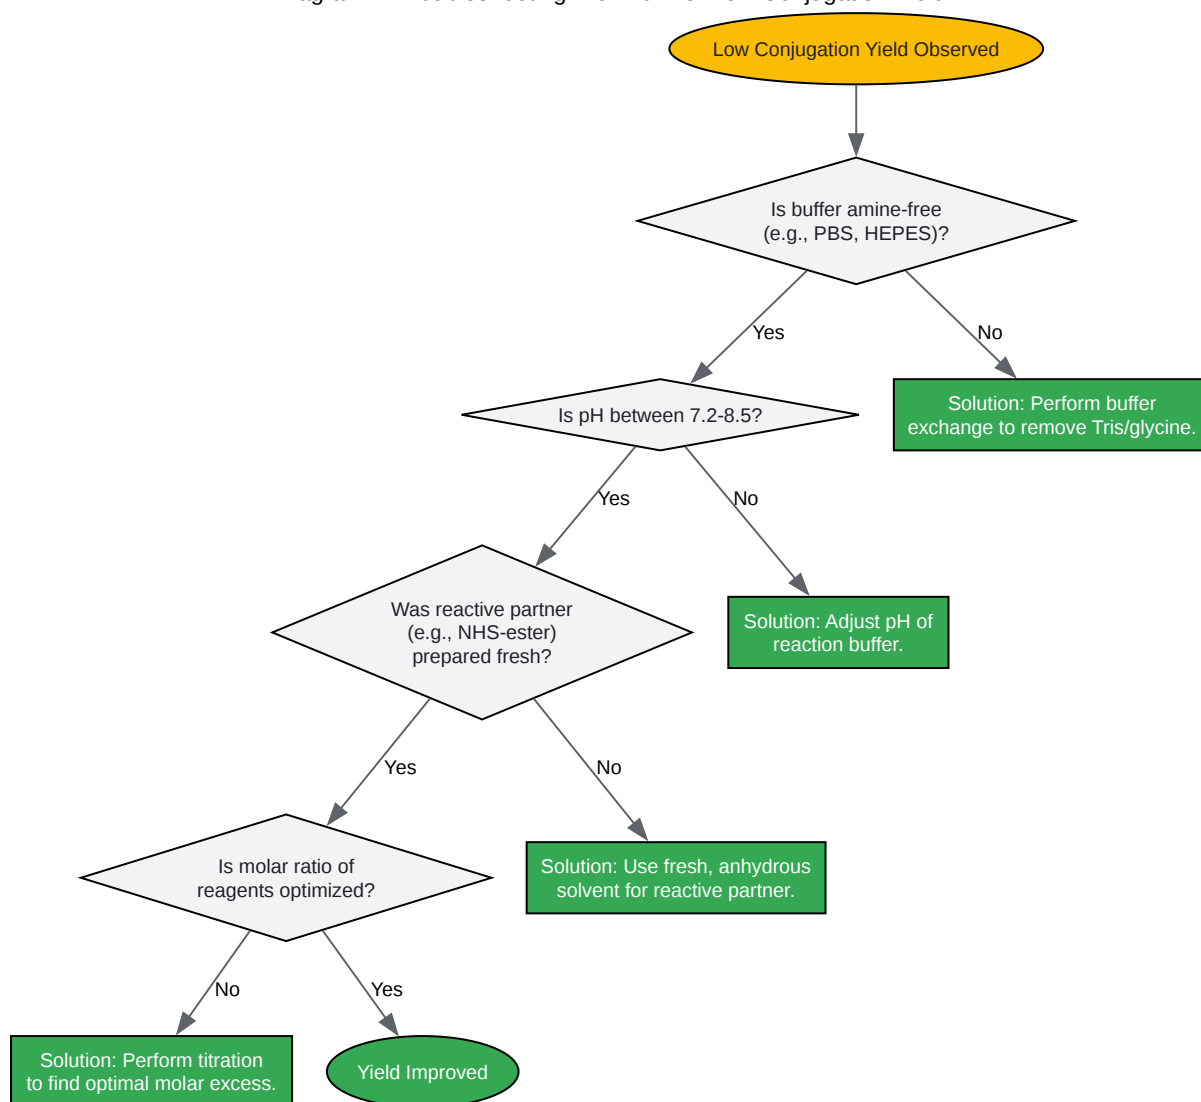 Low Conjugation Yield Observed
Is buffer amine-free
(e.g., PBS, HEPES)?
Yes
No
Is pH between 7.2-8.5?
Solution: Perform buffer
exchange to remove Tris/glycine.
Yes
No
Was reactive partner
(e.g., NHS-ester)
prepared fresh?
Solution: Adjust pH of
reaction buffer.
Yes
No
Is molar ratio of
reagents optimized?
Solution: Use fresh, anhydrous
solvent for reactive partner.
No
Yes
Solution: Perform titration
to find optimal molar excess.
Yield Improved